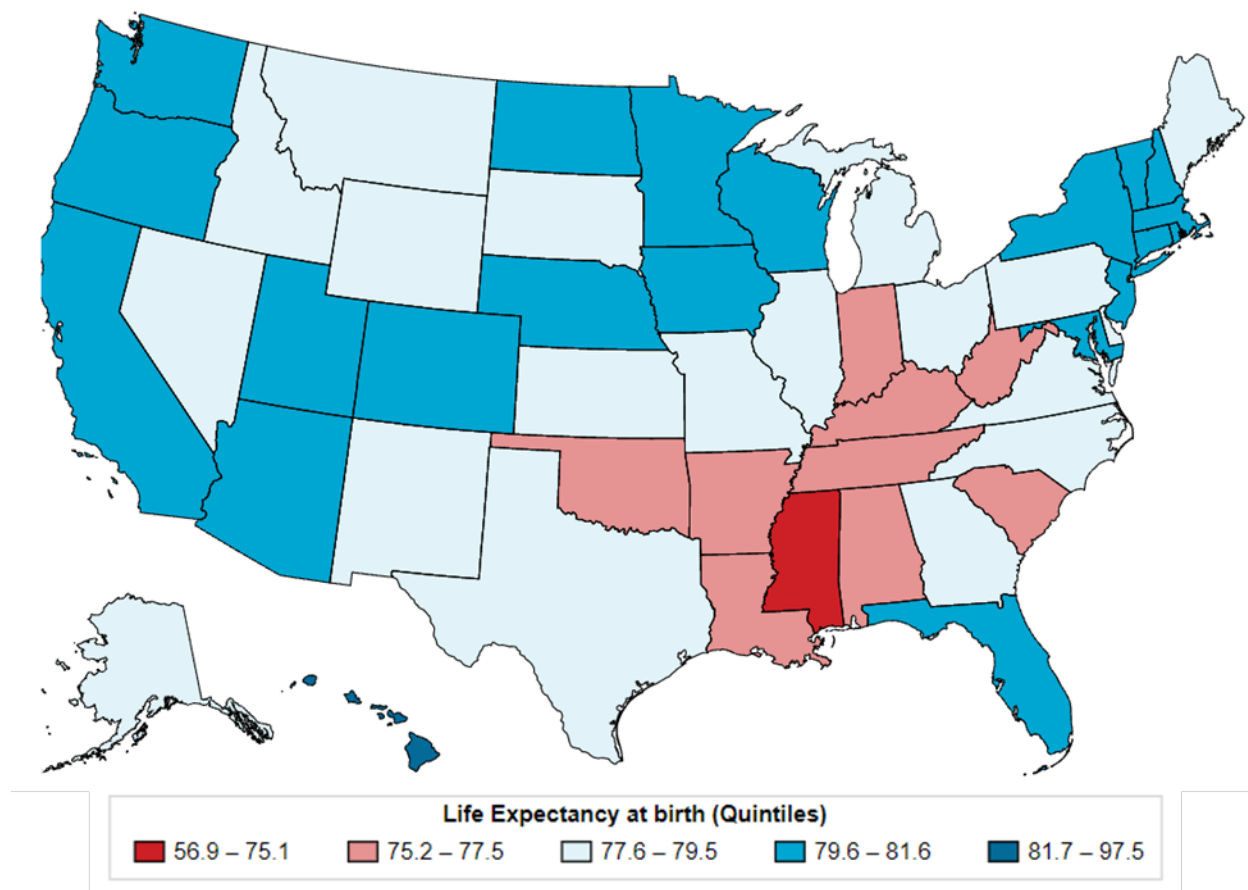 Life Expectancy at birth (Quintiles)
56.9 – 75.1 75.2 – 77.5 77.6 – 79.5 79.6 – 81.6 81.7 – 97.5